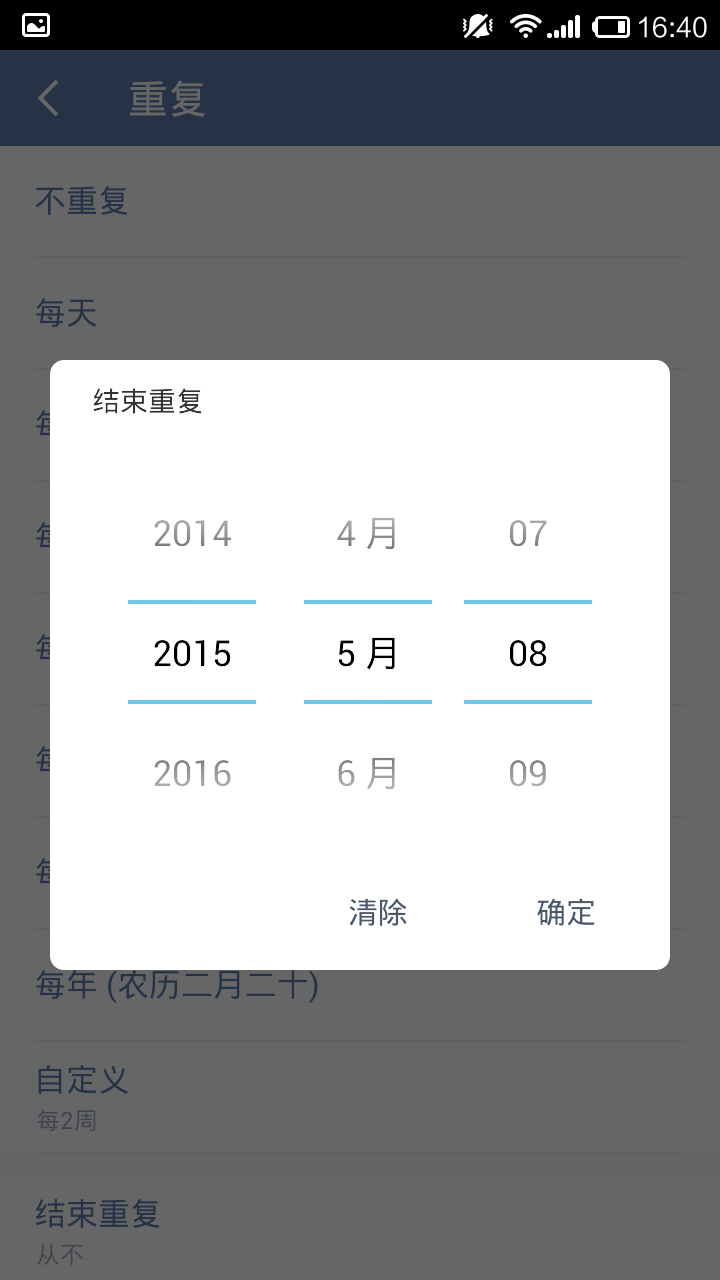 16:40
重复
不重复
每天
结束重复
2014 4 月 07
2015 5 月 08
2016 6 月 09
清除 确定
每年 (农历二月二十)
自定义
每2周
结束重复
从不